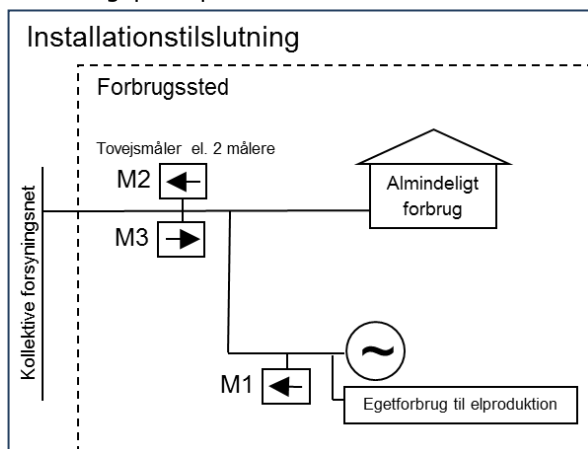 Installationstilslutning
Forbrugssted
Tovejsmåler el. 2 målere
M2
M3
Almindeligt
forbrug
Kollektive forsyningsnet
~
M1
Egetforbrug til elproduktion